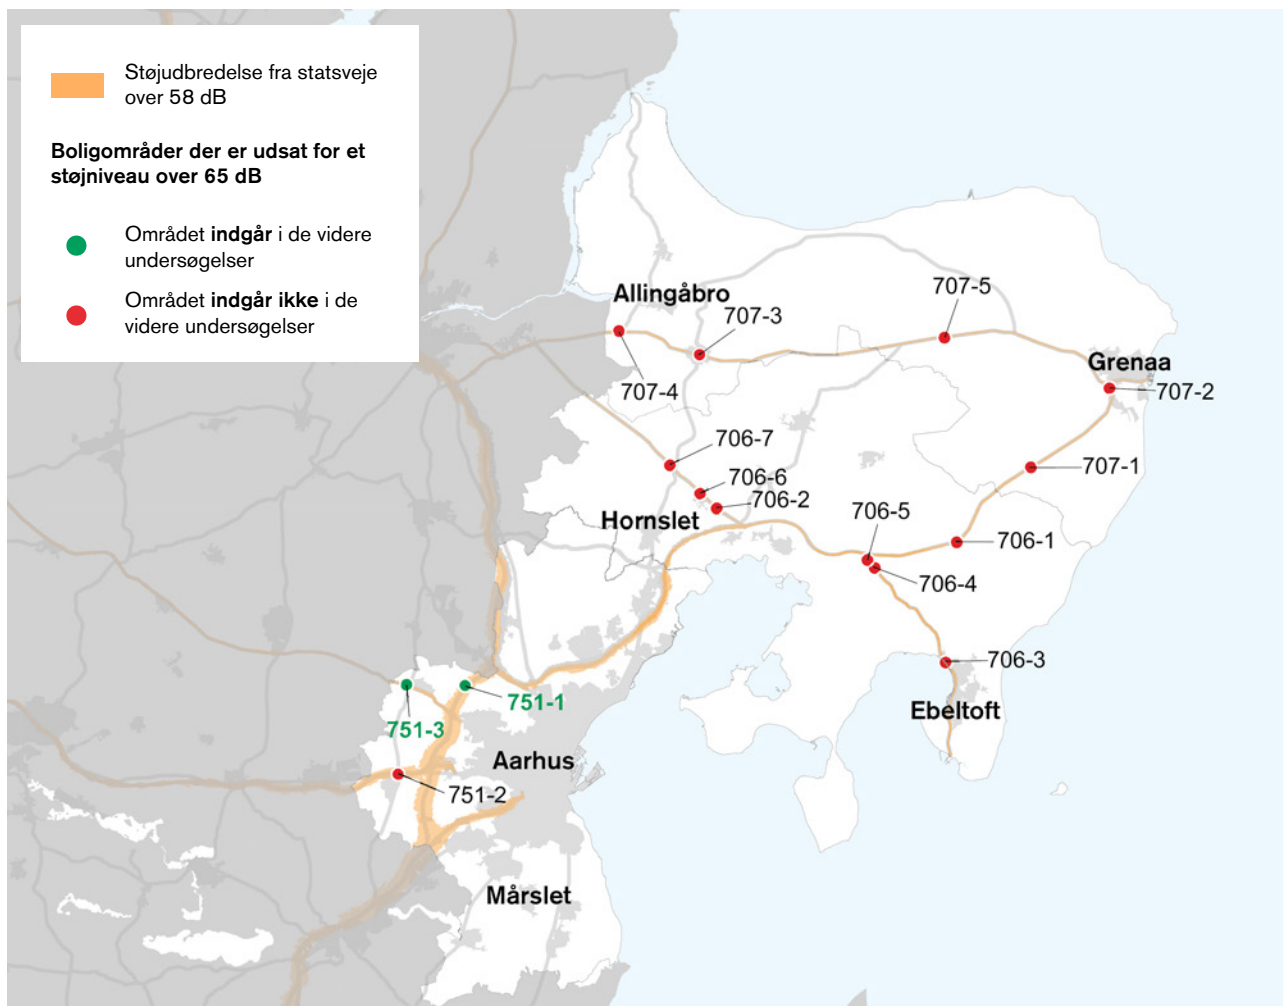 Støjudbredelse fra statsveje
over 58 dB
Boligområder der er udsat for et
støjniveau over 65 dB
Området indgår i de videre
undersøgelser
Området indgår ikke i de
videre undersøgelser
Allingåbro
707-5
707-3
Grenaa
707-4
707-2
706-7
707-1
706-6
706-2
706-5
Hornslet
706-1
706-4
706-3
751-1
Ebeltoft
751-3
Aarhus
751-2
Mårslet